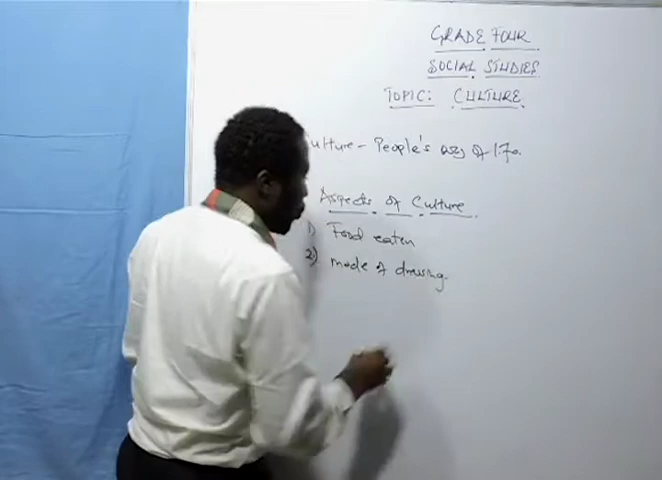 GRADE FOUR
SOCIAL STUDIES
TOPIC: CULTURE
ulture - People's way of life.
Aspects of Culture
1) Food eaten
2) mode of dressing.